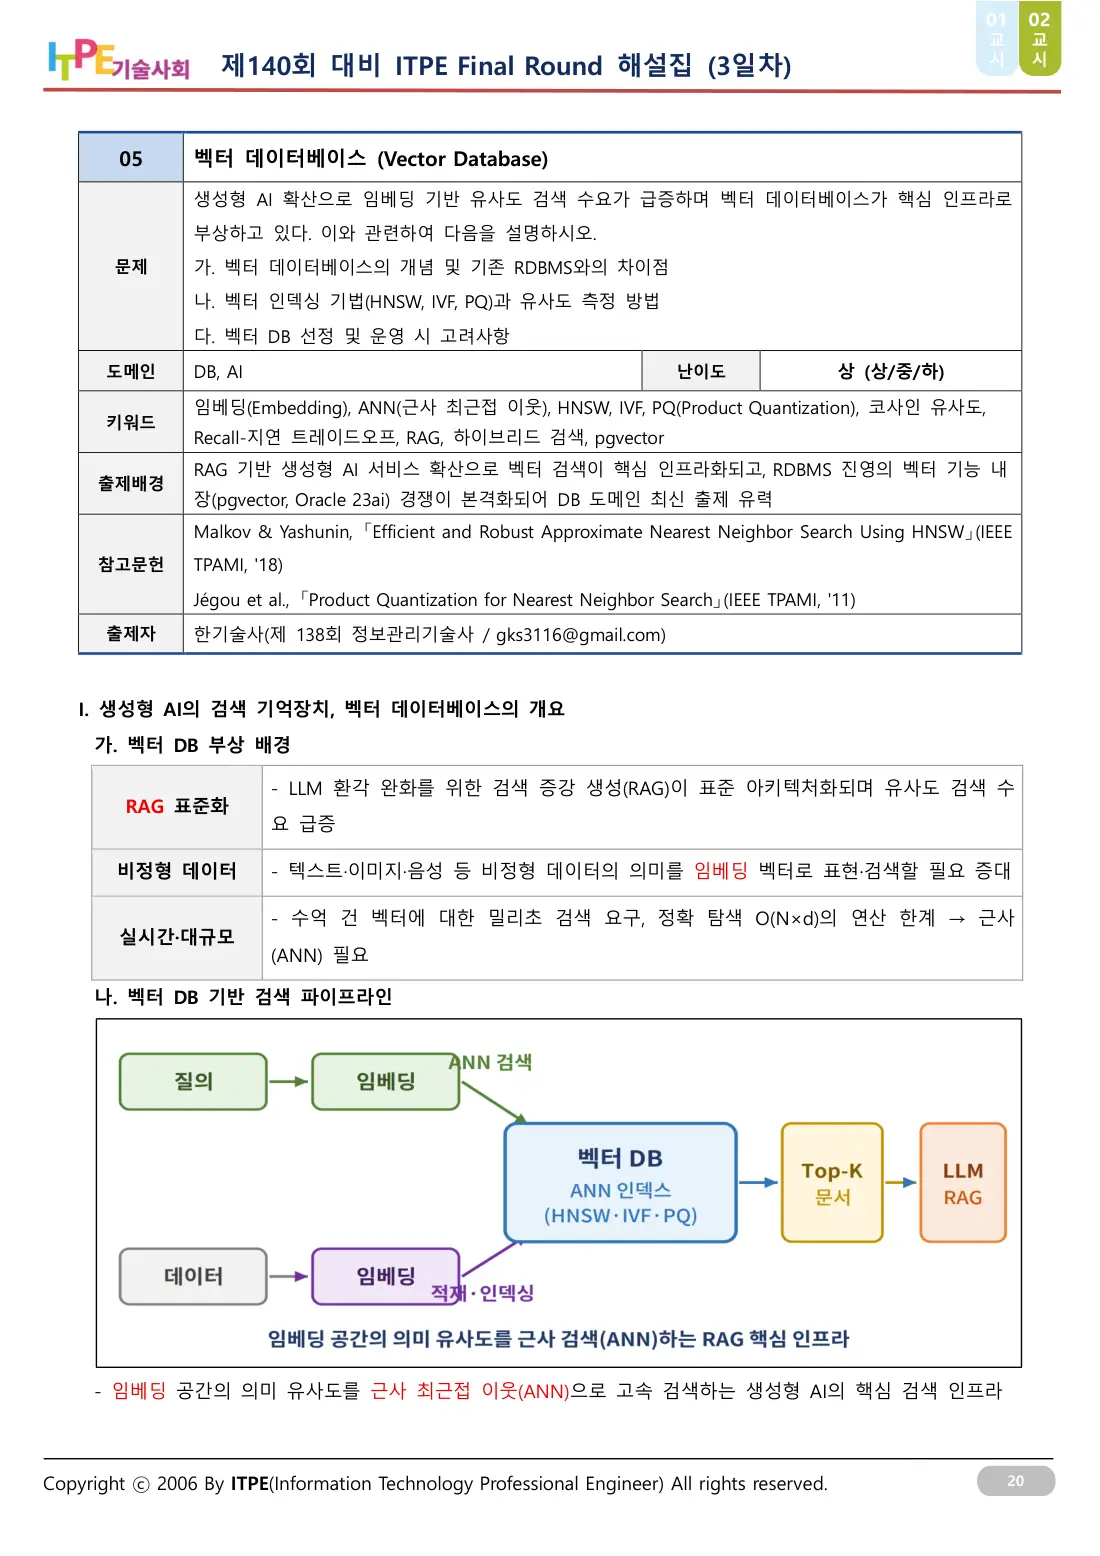 01
교
시
02
교
시
ITPE기술사회 제140회 대비 ITPE Final Round 해설집 (3일차)
05 벡터 데이터베이스 (Vector Database)
문제
생성형 AI 확산으로 임베딩 기반 유사도 검색 수요가 급증하며 벡터 데이터베이스가 핵심 인프라로
부상하고 있다. 이와 관련하여 다음을 설명하시오.
가. 벡터 데이터베이스의 개념 및 기존 RDBMS와의 차이점
나. 벡터 인덱싱 기법(HNSW, IVF, PQ)과 유사도 측정 방법
다. 벡터 DB 선정 및 운영 시 고려사항
도메인 DB, AI 난이도 상 (상/중/하)
키워드
임베딩(Embedding), ANN(근사 최근접 이웃), HNSW, IVF, PQ(Product Quantization), 코사인 유사도,
Recall-지연 트레이드오프, RAG, 하이브리드 검색, pgvector
출제배경
RAG 기반 생성형 AI 서비스 확산으로 벡터 검색이 핵심 인프라화되고, RDBMS 진영의 벡터 기능 내
장(pgvector, Oracle 23ai) 경쟁이 본격화되어 DB 도메인 최신 출제 유력
참고문헌
Malkov & Yashunin, 「Efficient and Robust Approximate Nearest Neighbor Search Using HNSW」(IEEE
TPAMI, '18)
Jégou et al., 「Product Quantization for Nearest Neighbor Search」(IEEE TPAMI, '11)
출제자 한기술사(제 138회 정보관리기술사 / gks3116@gmail.com)
I. 생성형 AI의 검색 기억장치, 벡터 데이터베이스의 개요
가. 벡터 DB 부상 배경
RAG 표준화
- LLM 환각 완화를 위한 검색 증강 생성(RAG)이 표준 아키텍처화되며 유사도 검색 수
요 급증
비정형 데이터 - 텍스트·이미지·음성 등 비정형 데이터의 의미를 임베딩 벡터로 표현·검색할 필요 증대
실시간·대규모
- 수억 건 벡터에 대한 밀리초 검색 요구, 정확 탐색 O(N×d)의 연산 한계 → 근사
(ANN) 필요
나. 벡터 DB 기반 검색 파이프라인
질의 임베딩 ANN 검색
벡터 DB
ANN 인덱스
(HNSW·IVF·PQ)
Top-K
문서
LLM
RAG
데이터 임베딩 적재·인덱싱
임베딩 공간의 의미 유사도를 근사 검색(ANN)하는 RAG 핵심 인프라
- 임베딩 공간의 의미 유사도를 근사 최근접 이웃(ANN)으로 고속 검색하는 생성형 AI의 핵심 검색 인프라
Copyright ⓒ 2006 By ITPE(Information Technology Professional Engineer) All rights reserved. 20